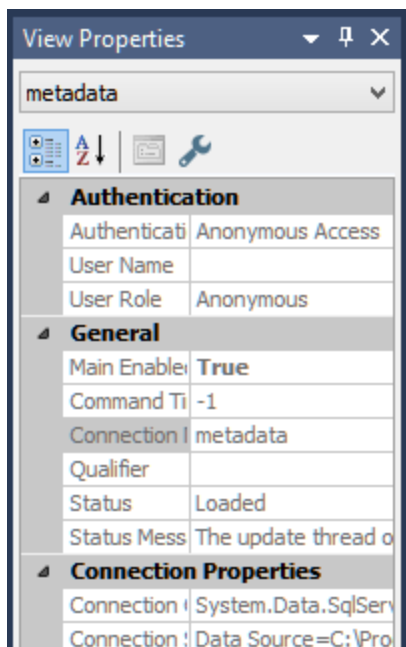 View Properties
metadata
Authentication
Authenticati Anonymous Access
User Name
User Role Anonymous
General
Main Enable True
Command Ti -1
Connection metadata
Qualifier
Status Loaded
Status Mess The update thread o
Connection Properties
Connection System.Data.SqlServ
Connection Data Source=C:\Pro